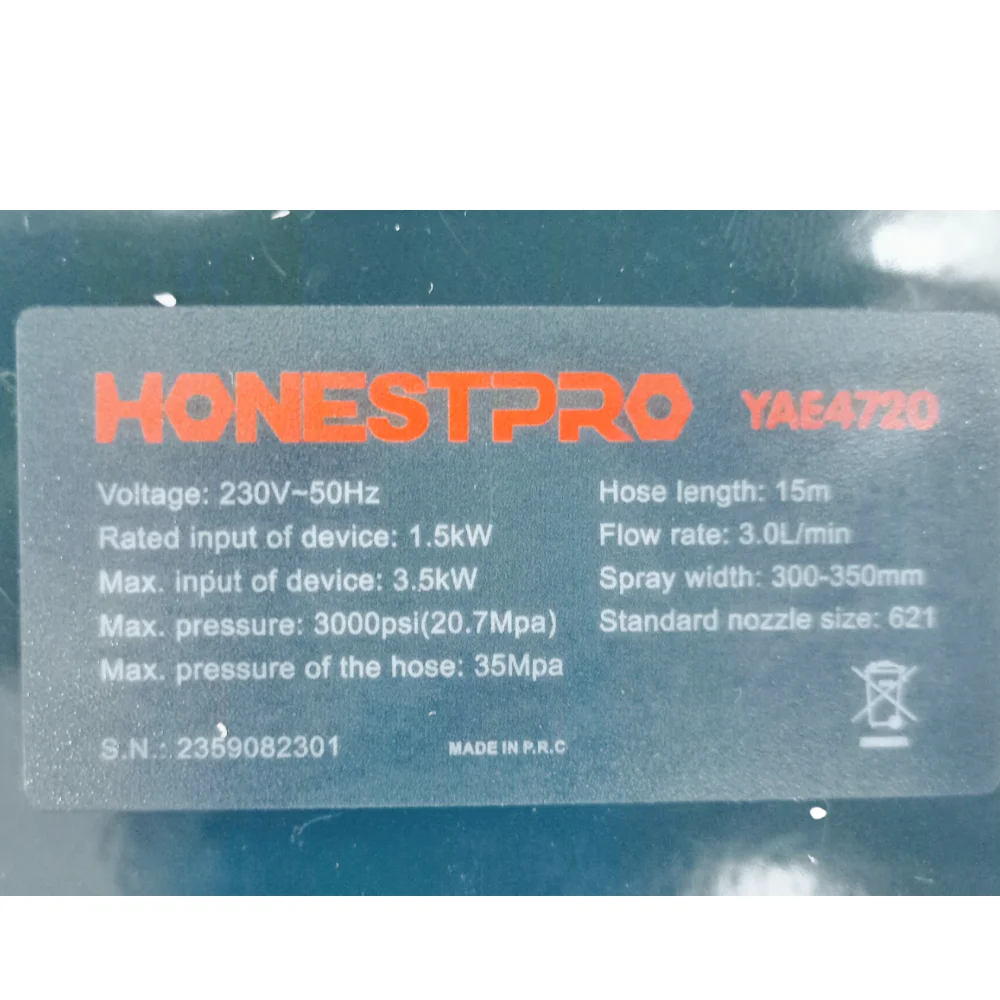 HONESTPRO YAE4720
Voltage: 230V~50Hz
Rated input of device: 1.5kW
Max. input of device: 3.5kW
Max. pressure: 3000psi(20.7Mpa)
Max. pressure of the hose: 35Mpa
Hose length: 15m
Flow rate: 3.0L/min
Spray width: 300-350mm
Standard nozzle size: 621
S.N.: 2359082301
MADE IN P.R.C